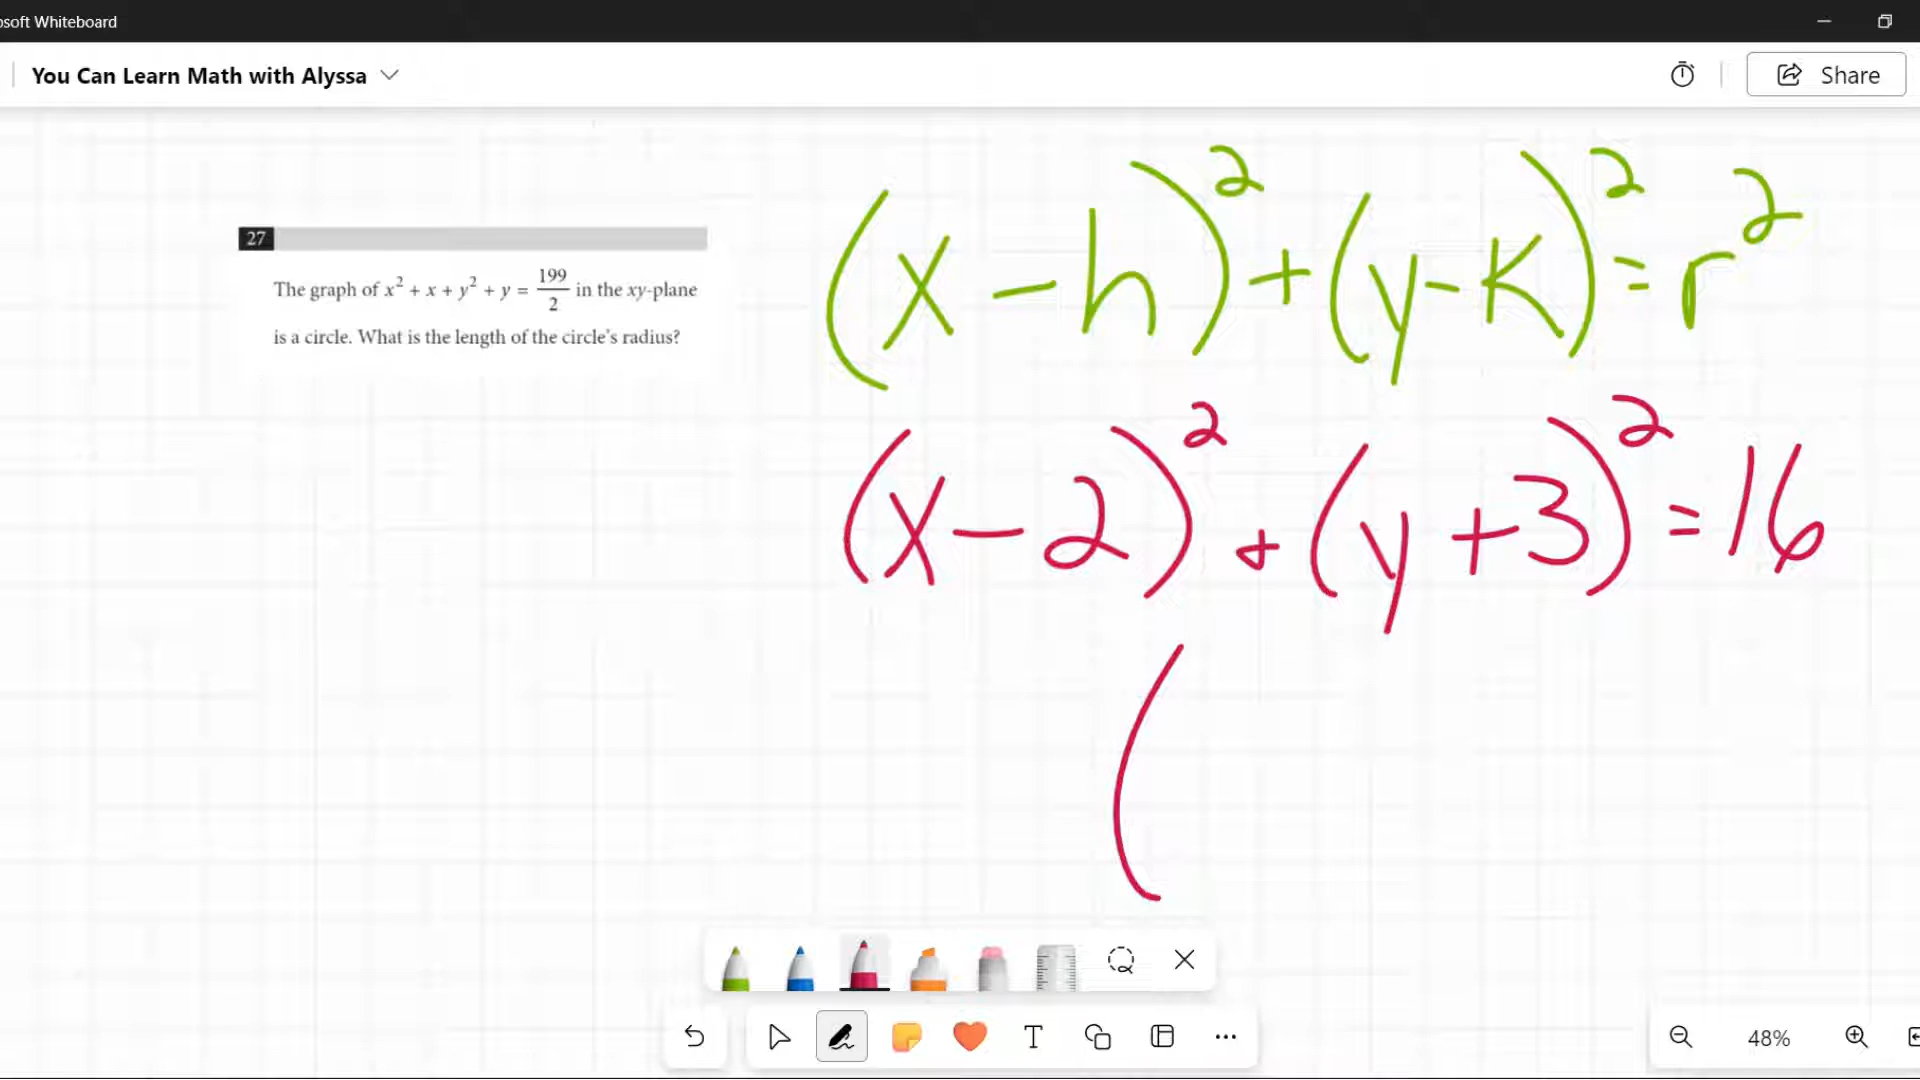 osoft Whiteboard
You Can Learn Math with Alyssa
Share
27
The graph of x² + x + y² + y = 199/2 in the xy-plane
is a circle. What is the length of the circle's radius?
(x - h)² + (y - k)² = r²
(x - 2)² + (y + 3)² = 16
(
T
48%